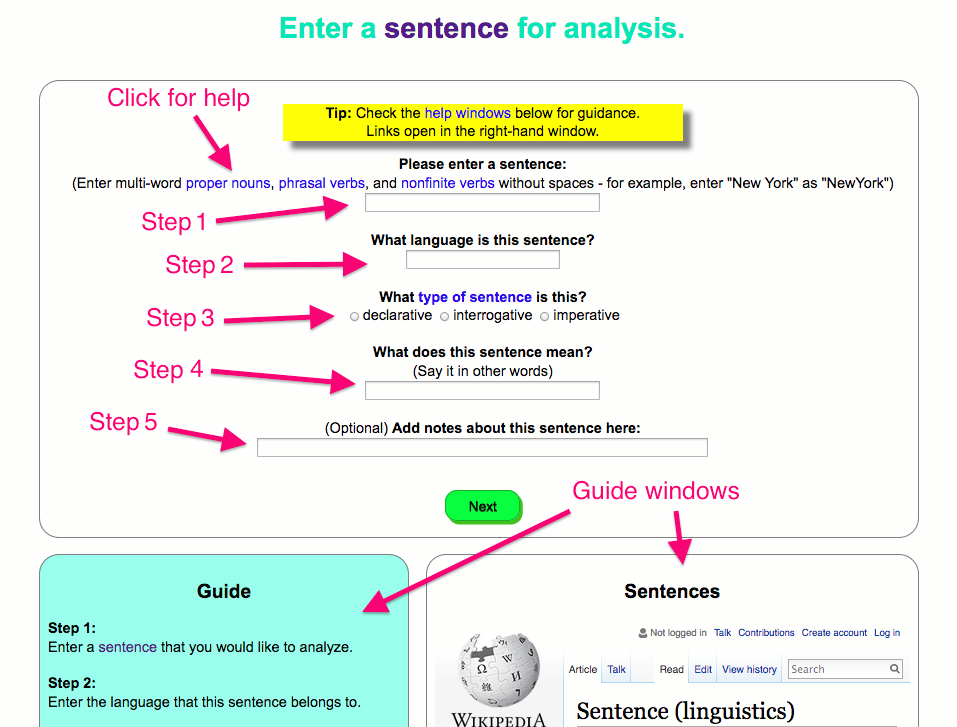 Enter a sentence for analysis.
Click for help
Tip: Check the help windows below for guidance.
Links open in the right-hand window.
Please enter a sentence:
(Enter multi-word proper nouns, phrasal verbs, and nonfinite verbs without spaces - for example, enter "New York" as "NewYork")
Step 1
What language is this sentence?
Step 2
What type of sentence is this?
Step 3
declarative interrogative imperative
What does this sentence mean?
Step 4
(Say it in other words)
Step 5
(Optional) Add notes about this sentence here:
Next
Guide windows
Guide
Step 1:
Enter a sentence that you would like to analyze.
Step 2:
Enter the language that this sentence belongs to.
Sentences
Not logged in Talk Contributions Create account Log in
Article Talk Read Edit View history Search
WIKIPEDIA
Sentence (linguistics)